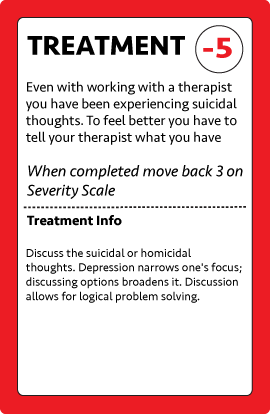 TREATMENT -5
Even with working with a therapist
you have been experiencing suicidal
thoughts. To feel better you have to
tell your therapist what you have
When completed move back 3 on
Severity Scale
Treatment Info
Discuss the suicidal or homicidal
thoughts. Depression narrows one's focus;
discussing options broadens it. Discussion
allows for logical problem solving.